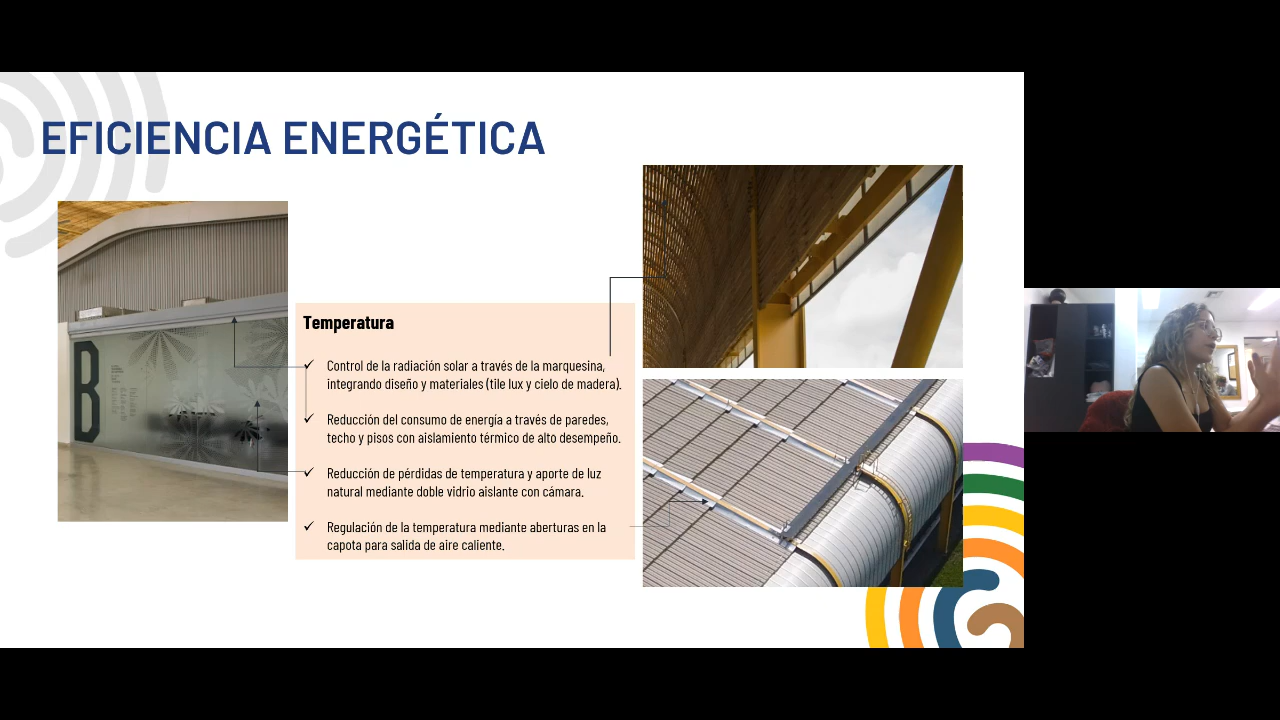 EFICIENCIA ENERGÉTICA
B
Temperatura
✓ Control de la radiación solar a través de la marquesina,
integrando diseño y materiales (tile lux y cielo de madera).
✓ Reducción del consumo de energía a través de paredes,
techo y pisos con aislamiento térmico de alto desempeño.
✓ Reducción de pérdidas de temperatura y aporte de luz
natural mediante doble vidrio aislante con cámara.
✓ Regulación de la temperatura mediante aberturas en la
capota para salida de aire caliente.